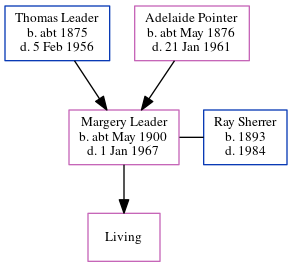 Thomas Leader
b. abt 1875
d. 5 Feb 1956
Adelaide Pointer
b. abt May 1876
d. 21 Jan 1961
Margery Leader
b. abt May 1900
d. 1 Jan 1967
Ray Sherrer
b. 1893
d. 1984
Living